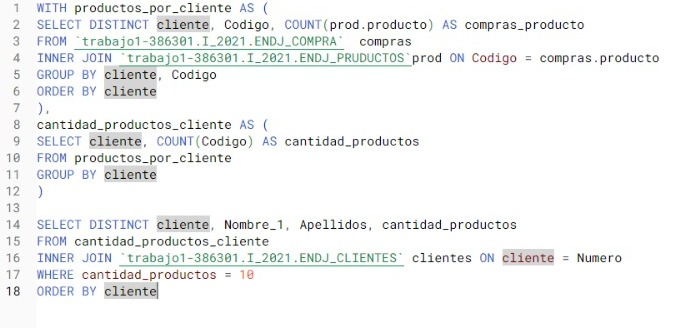 1 WITH productos_por_cliente AS (
2 SELECT DISTINCT cliente, Codigo, COUNT(prod.producto) AS compras_producto
3 FROM `trabajo1-386301.I_2021.ENDJ_COMPRA` compras
4 INNER JOIN `trabajo1-386301.I_2021.ENDJ_PRUDUCTOS`prod ON Codigo = compras.producto
5 GROUP BY cliente, Codigo
6 ORDER BY cliente
7 ),
8 cantidad_productos_cliente AS (
9 SELECT cliente, COUNT(Codigo) AS cantidad_productos
10 FROM productos_por_cliente
11 GROUP BY cliente
12 )
13
14 SELECT DISTINCT cliente, Nombre_1, Apellidos, cantidad_productos
15 FROM cantidad_productos_cliente
16 INNER JOIN `trabajo1-386301.I_2021.ENDJ_CLIENTES` clientes ON cliente = Numero
17 WHERE cantidad_productos = 10
18 ORDER BY cliente